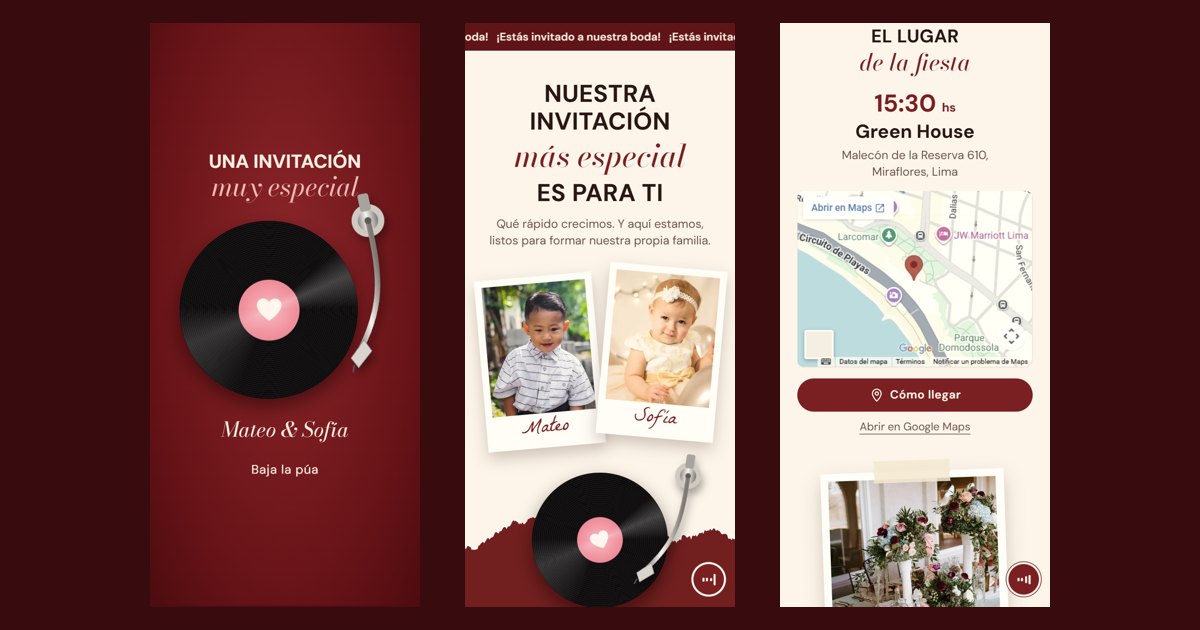 UNA INVITACIÓN
muy especial
Mateo & Sofía
Baja la púa
oda! ¡Estás invitado a nuestra boda! ¡Estás invitad
NUESTRA
INVITACIÓN
más especial
ES PARA TI
Qué rápido crecimos. Y aquí estamos,
listos para formar nuestra propia familia.
Mateo
Sofía
EL LUGAR
de la fiesta
15:30 hs
Green House
Malecón de la Reserva 610,
Miraflores, Lima
Abrir en Maps
Dalias
Larcomar
JW Marriott Lima
Circuito de Playas
San Fernan
Parque
Domodossola
Google
Datos del mapa
Términos
Notificar un problema de Maps
Cómo llegar
Abrir en Google Maps